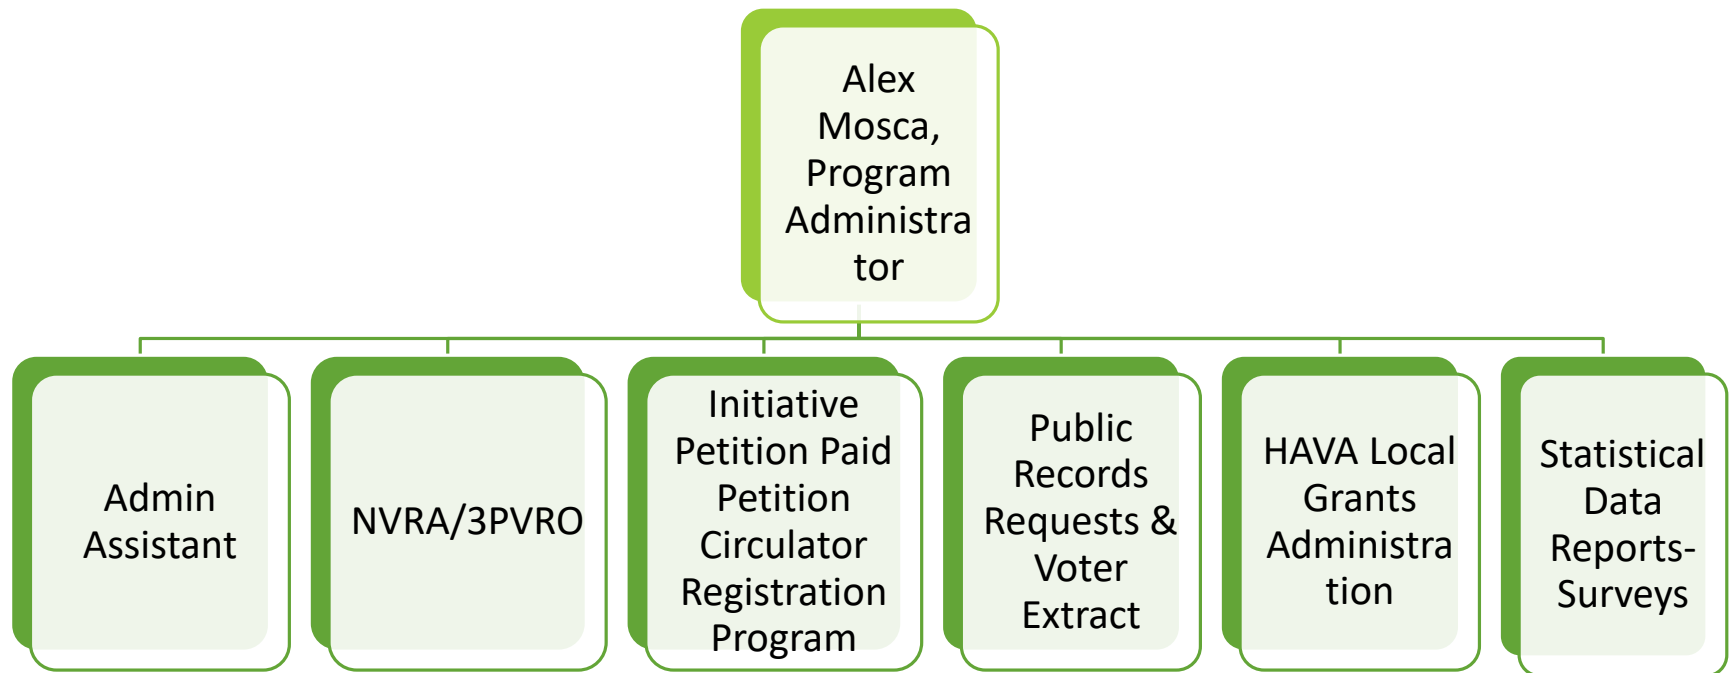 Alex
Mosca,
Program
Administra
tor
Admin
Assistant
NVRA/3PVRO
Initiative
Petition Paid
Petition
Circulator
Registration
Program
Public
Records
Requests &
Voter
Extract
HAVA Local
Grants
Administra
tion
Statistical
Data
Reports-
Surveys